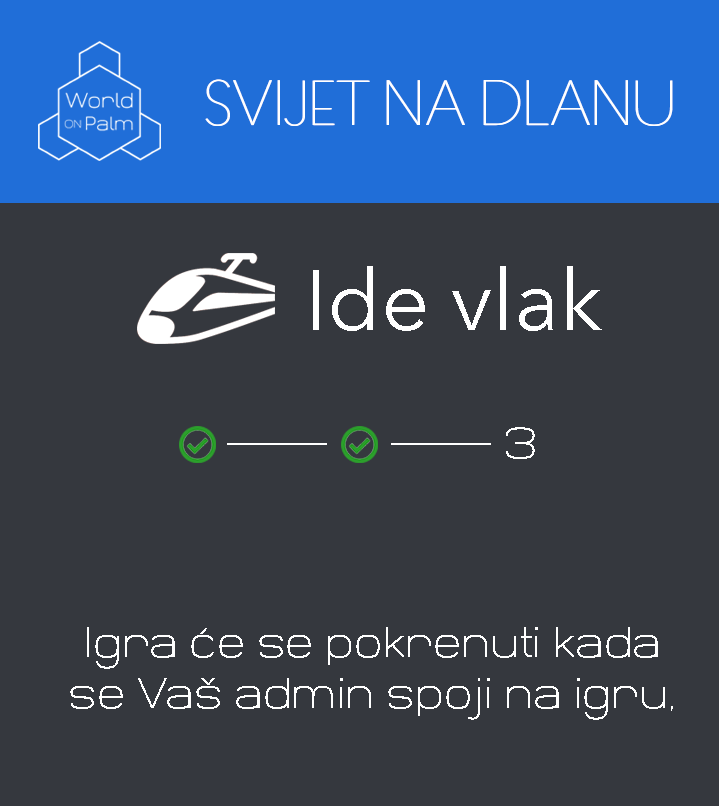 World
ON Palm
SVIJET NA DLANU
Ide vlak
3
Igra će se pokrenuti kada
se Vaš admin spoji na igru.